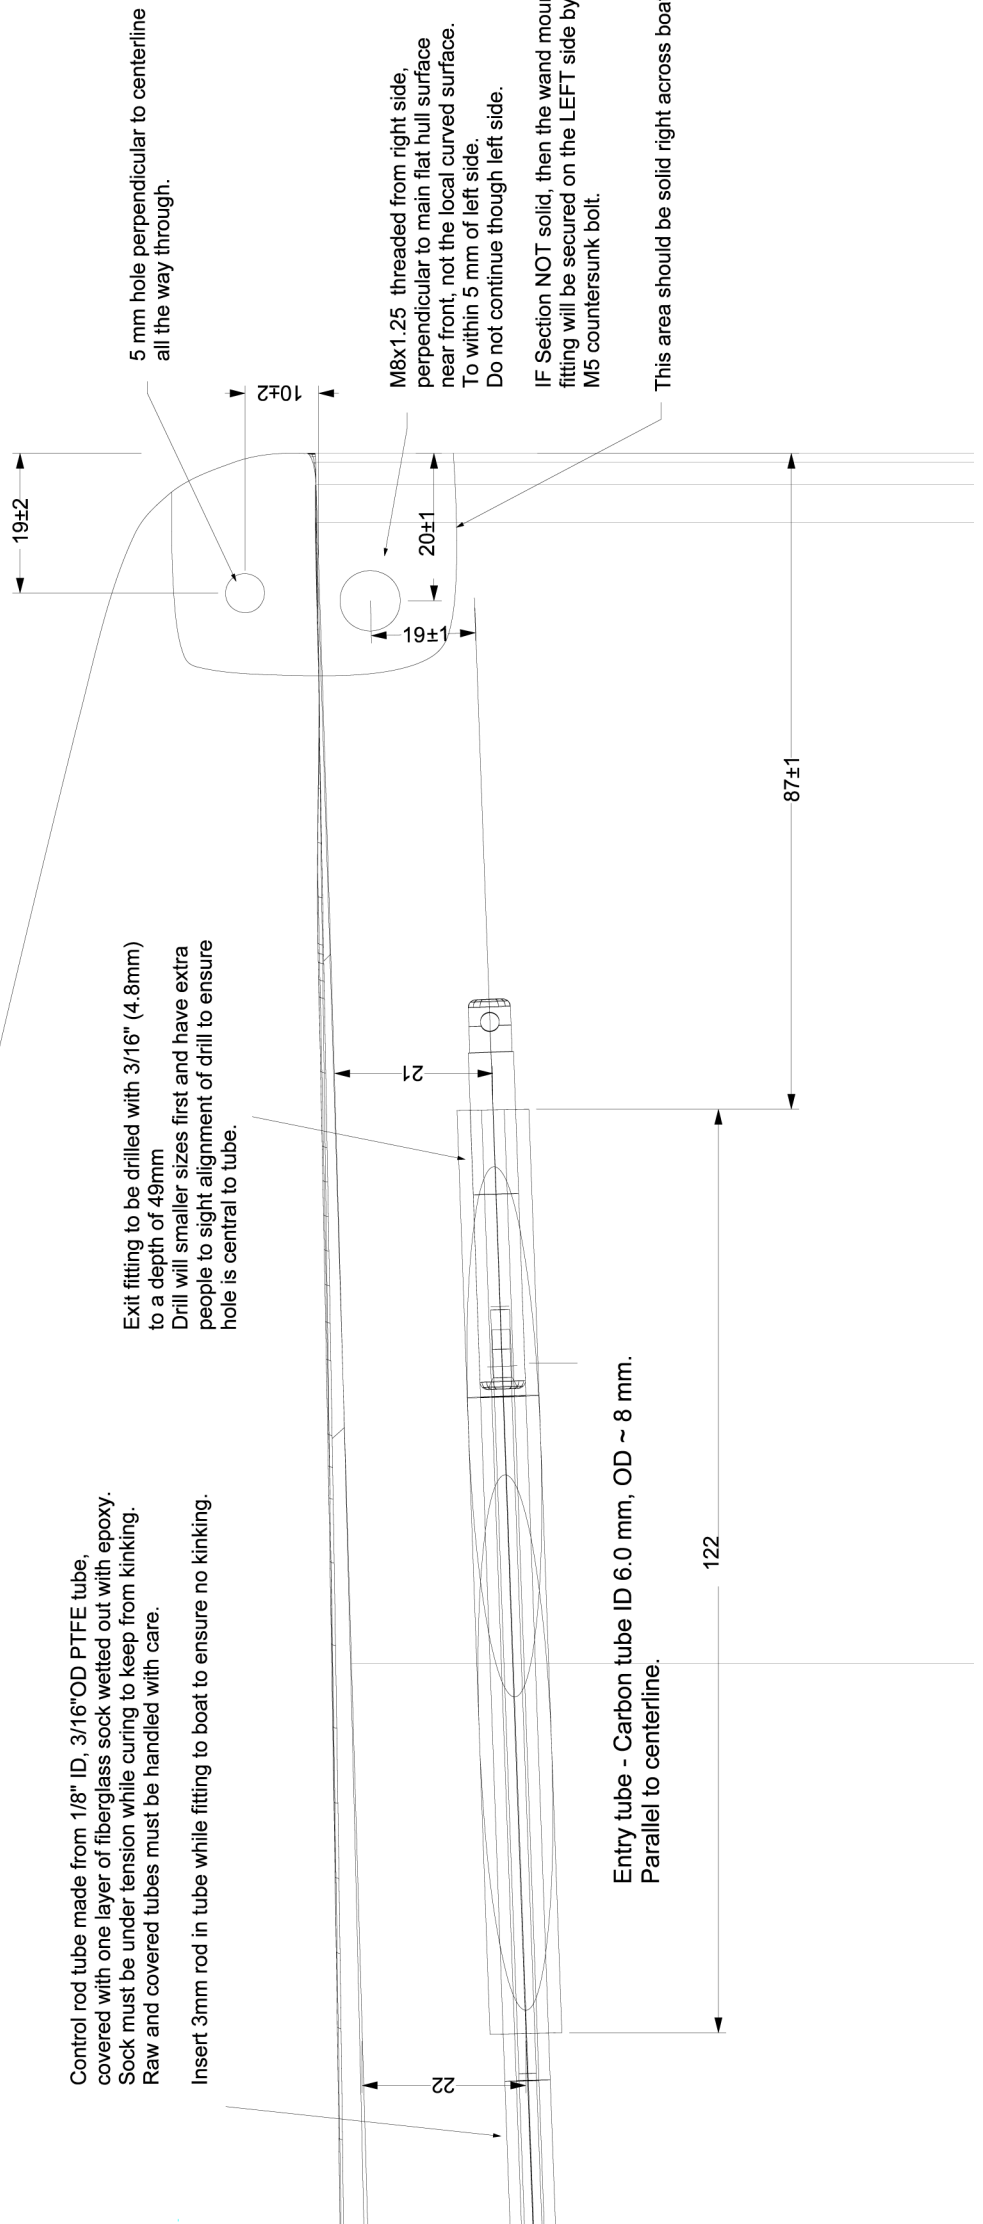 Control rod tube made from 1/8" ID, 3/16"OD PTFE tube,
covered with one layer of fiberglass sock wetted out with epoxy.
Sock must be under tension while curing to keep from kinking.
Raw and covered tubes must be handled with care.
Insert 3mm rod in tube while fitting to boat to ensure no kinking.
22
Exit fitting to be drilled with 3/16" (4.8mm)
to a depth of 49mm
Drill will smaller sizes first and have extra
people to sight alignment of drill to ensure
hole is central to tube.
21
Entry tube - Carbon tube ID 6.0 mm, OD ~ 8 mm.
Parallel to centerline.
122
87±1
19±2
10±2
20±1
19±1
5 mm hole perpendicular to centerline
all the way through.
M8x1.25 threaded from right side,
perpendicular to main flat hull surface
near front, not the local curved surface.
To within 5 mm of left side.
Do not continue though left side.
IF Section NOT solid, then the wand
fitting will be secured on the LEFT side by
M5 countersunk bolt.
This area should be solid right across